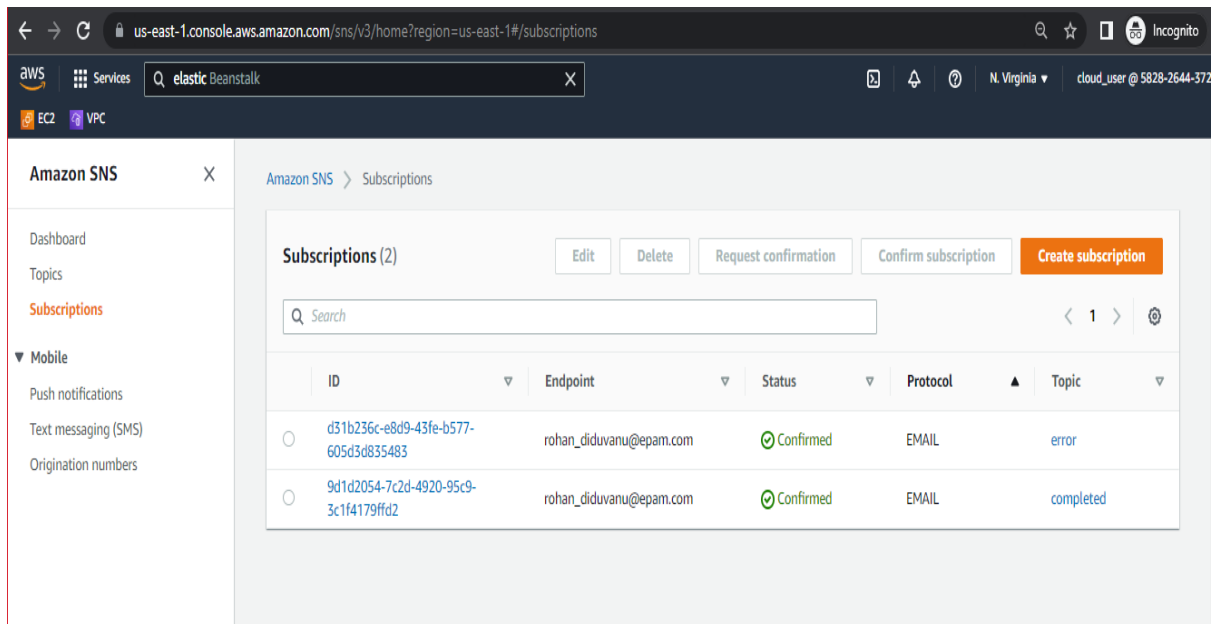 us-east-1.console.aws.amazon.com/sns/v3/home?region=us-east-1#/subscriptions Incognito
aws Services elastic Beanstalk N. Virginia cloud_user @ 5828-2644-372
EC2 VPC
Amazon SNS
Dashboard
Topics
Subscriptions
Mobile
Push notifications
Text messaging (SMS)
Origination numbers
Amazon SNS Subscriptions
Subscriptions (2) Edit Delete Request confirmation Confirm subscription Create subscription
Search 1
ID Endpoint Status Protocol Topic
d31b236c-e8d9-43fe-b577-
605d3d835483 rohan_diduvanu@epam.com Confirmed EMAIL error
9d1d2054-7c2d-4920-95c9-
3c1f4179ffd2 rohan_diduvanu@epam.com Confirmed EMAIL completed